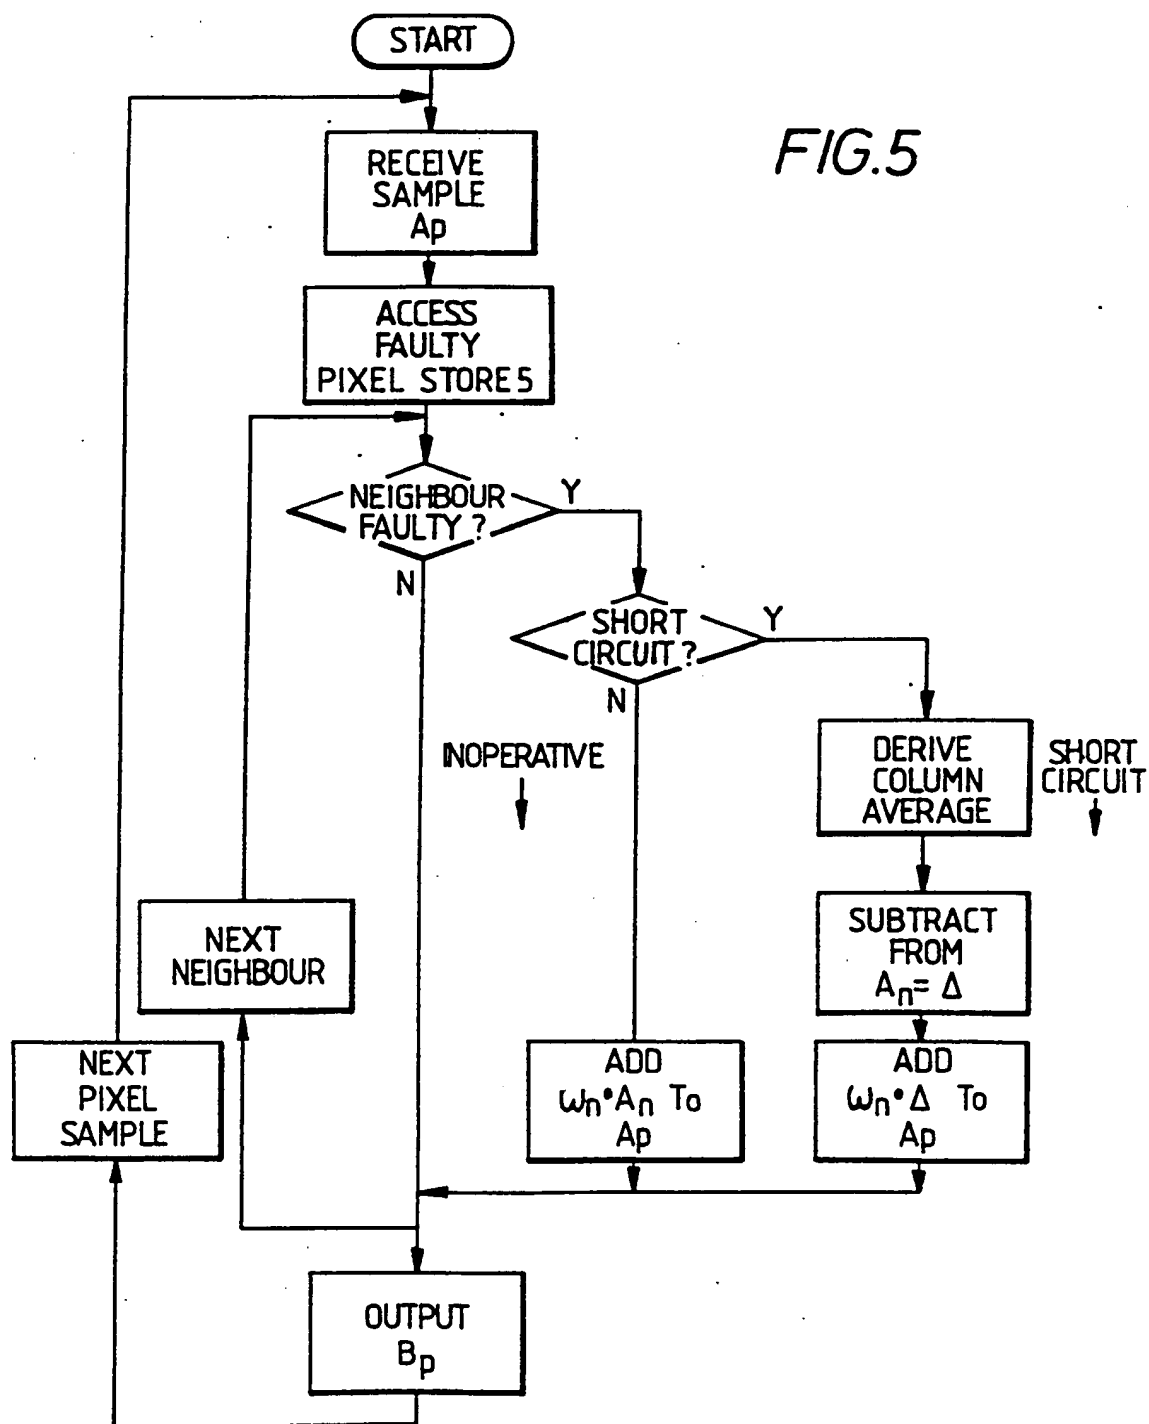 START
FIG.5
RECEIVE
SAMPLE
Ap
ACCESS
FAULTY
PIXEL STORE 5
NEIGHBOUR
FAULTY ?
Y
N
SHORT
CIRCUIT ?
Y
N
INOPERATIVE
DERIVE
COLUMN
AVERAGE
SHORT
CIRCUIT
NEXT
NEIGHBOUR
SUBTRACT
FROM
An = Δ
NEXT
PIXEL
SAMPLE
ADD
ωn•An To
Ap
ADD
ωn•Δ To
Ap
OUTPUT
Bp